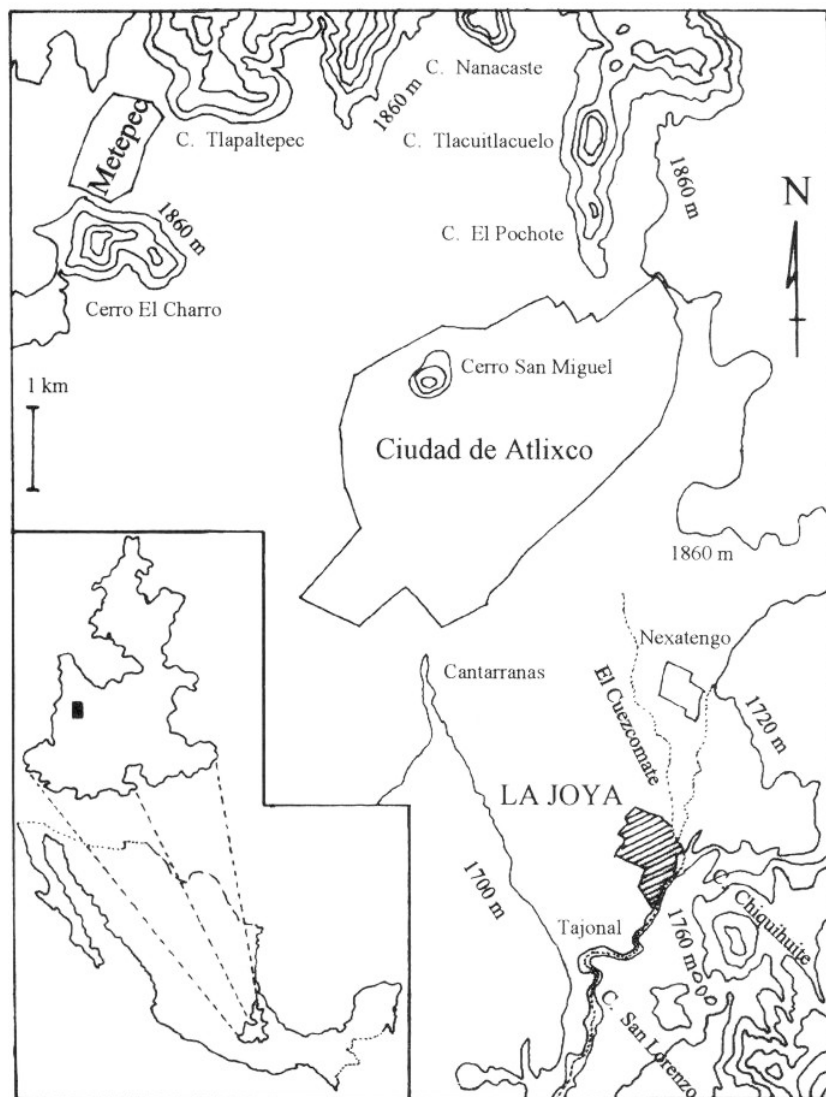 C. Nanacaste
1860 m
C. Tlapaltepec
C. Tlacuitlacuelo
Metepec
1860 m
N
1860 m
C. El Pochote
Cerro El Charro
Cerro San Miguel
1 km
Ciudad de Atlixco
1860 m
Nexatengo
Cantarranas
El Cuezcomate
1720 m
LA JOYA
1700 m
C. Chiquihuite
Tajonal
1760 m
C. San Lorenzo